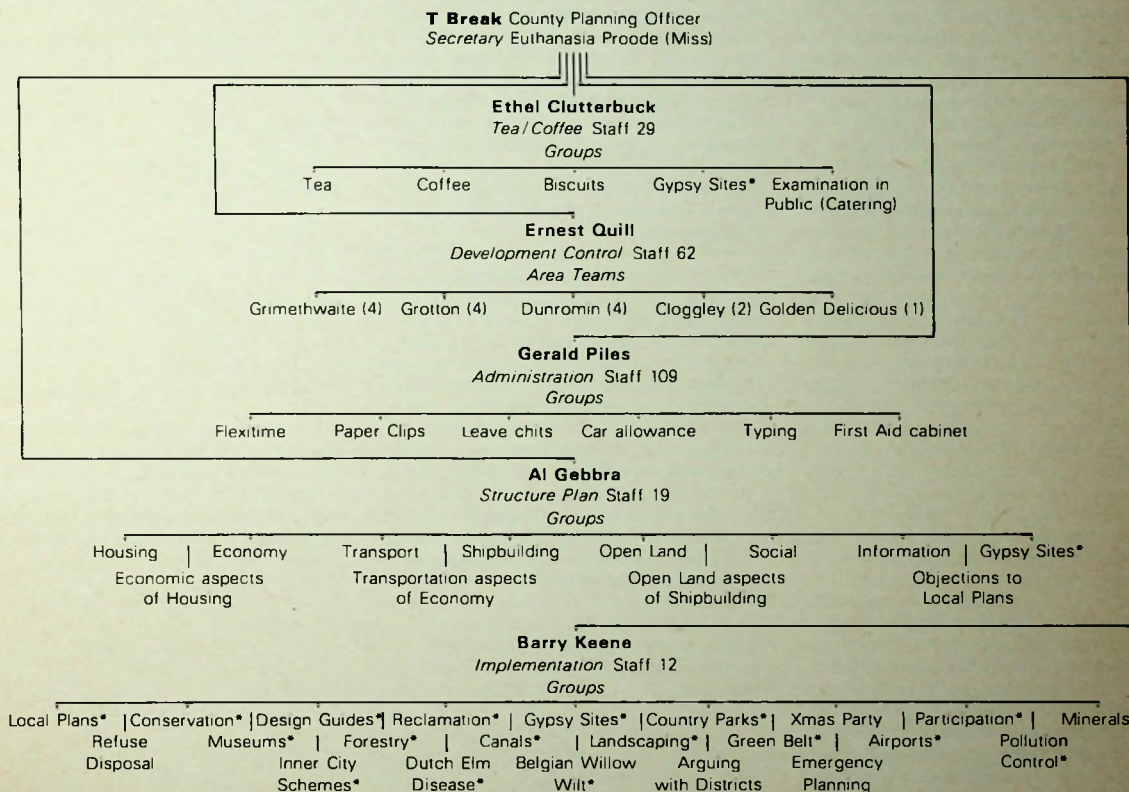 T Break County Planning Officer
Secretary Euthanasia Proode (Miss)
Ethel Clutterbuck
Tea/Coffee Staff 29
Groups
Tea Coffee Biscuits Gypsy Sites* Examination in
Public (Catering)
Ernest Quill
Development Control Staff 62
Area Teams
Grimethwaite (4) Grotton (4) Dunromin (4) Cloggley (2) Golden Delicious (1)
Gerald Piles
Administration Staff 109
Groups
Flexitime Paper Clips Leave chits Car allowance Typing First Aid cabinet
Al Gebbra
Structure Plan Staff 19
Groups
Housing | Economy Transport | Shipbuilding Open Land | Social Information | Gypsy Sites*
Economic aspects Transportation aspects Open Land aspects Objections to
of Housing of Economy of Shipbuilding Local Plans
Barry Keene
Implementation Staff 12
Groups
Local Plans* | Conservation* | Design Guides* | Reclamation* | Gypsy Sites* | Country Parks* | Xmas Party | Participation* | Minerals
Refuse Museums* | Forestry* | Canals* | Landscaping* | Green Belt* | Airports* | Pollution
Disposal Inner City Dutch Elm Belgian Willow Arguing Emergency Control*
Schemes* Disease* Wilt* with Districts Planning